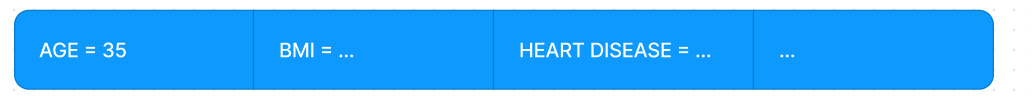 AGE = 35
BMI = ...
HEART DISEASE = ...
...